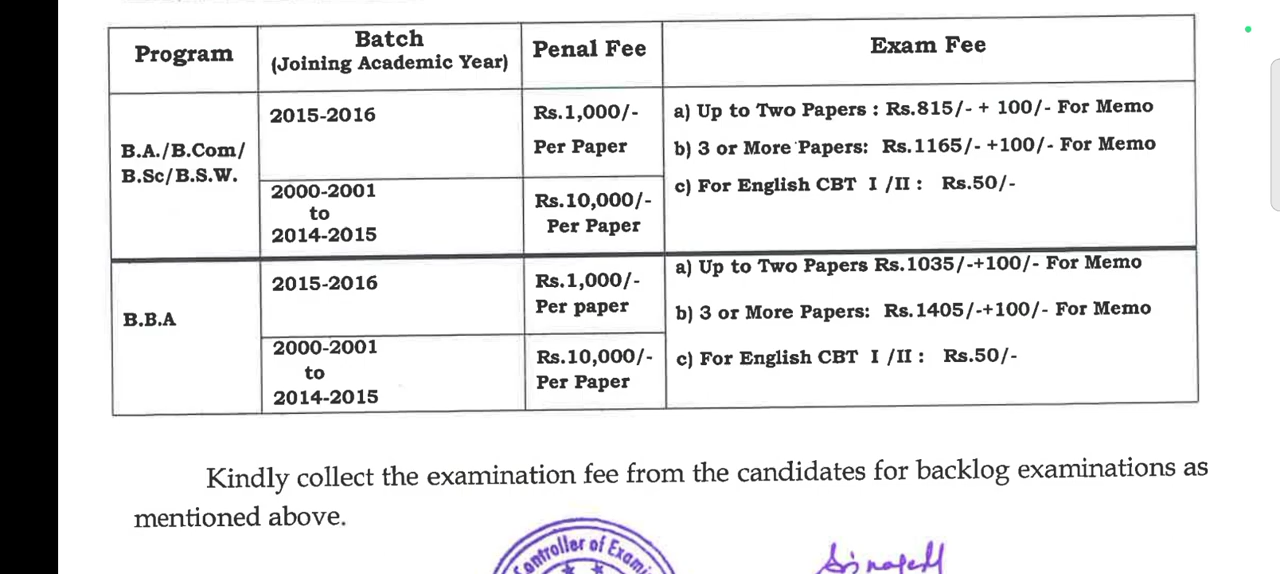 Program
Batch
(Joining Academic Year)
Penal Fee
Exam Fee
B.A./B.Com/
B.Sc/B.S.W.
2015-2016
Rs.1,000/-
Per Paper
2000-2001
to
2014-2015
Rs.10,000/-
Per Paper
a) Up to Two Papers : Rs.815/- + 100/- For Memo
b) 3 or More Papers: Rs.1165/- +100/- For Memo
c) For English CBT I /II : Rs.50/-
B.B.A
2015-2016
Rs.1,000/-
Per paper
2000-2001
to
2014-2015
Rs.10,000/-
Per Paper
a) Up to Two Papers Rs.1035/-+100/- For Memo
b) 3 or More Papers: Rs.1405/-+100/- For Memo
c) For English CBT I /II : Rs.50/-
Kindly collect the examination fee from the candidates for backlog examinations as
mentioned above.
ontroller of Exami